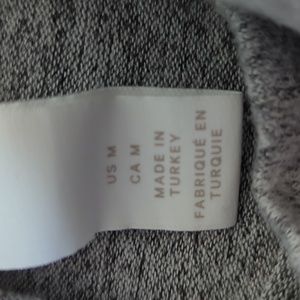 US M
CA M
MADE IN
TURKEY
FABRIQUÉ EN
TURQUIE